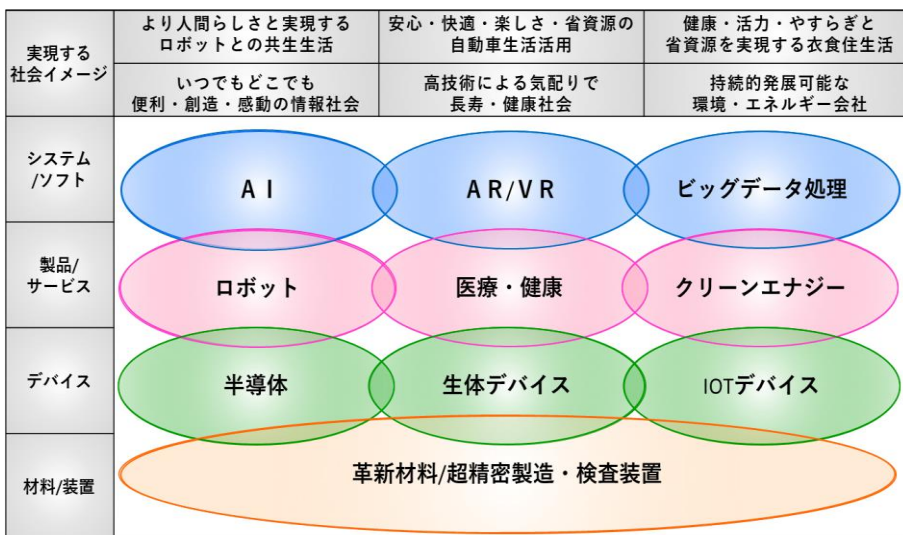 実現する
社会イメージ
より人間らしさと実現する
ロボットとの共生生活
安心・快適・楽しさ・省資源の
自動車生活活用
健康・活力・やすらぎと
省資源を実現する衣食住生活
いつでもどこでも
便利・創造・感動の情報社会
高技術による気配りで
長寿・健康社会
持続的発展可能な
環境・エネルギー会社
システム
/ソフト
ＡＩ
ＡＲ/ＶＲ
ビッグデータ処理
製品/
サービス
ロボット
医療・健康
クリーンエナジー
デバイス
半導体
生体デバイス
IOTデバイス
材料/装置
革新材料/超精密製造・検査装置